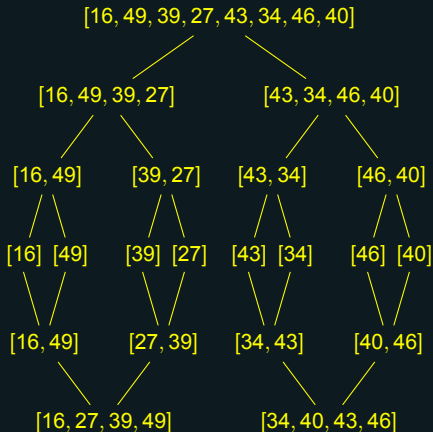 [16, 49, 39, 27, 43, 34, 46, 40]
[16, 49, 39, 27] [43, 34, 46, 40]
[16, 49] [39, 27] [43, 34] [46, 40]
[16] [49] [39] [27] [43] [34] [46] [40]
[16, 49] [27, 39] [34, 43] [40, 46]
[16, 27, 39, 49] [34, 40, 43, 46]